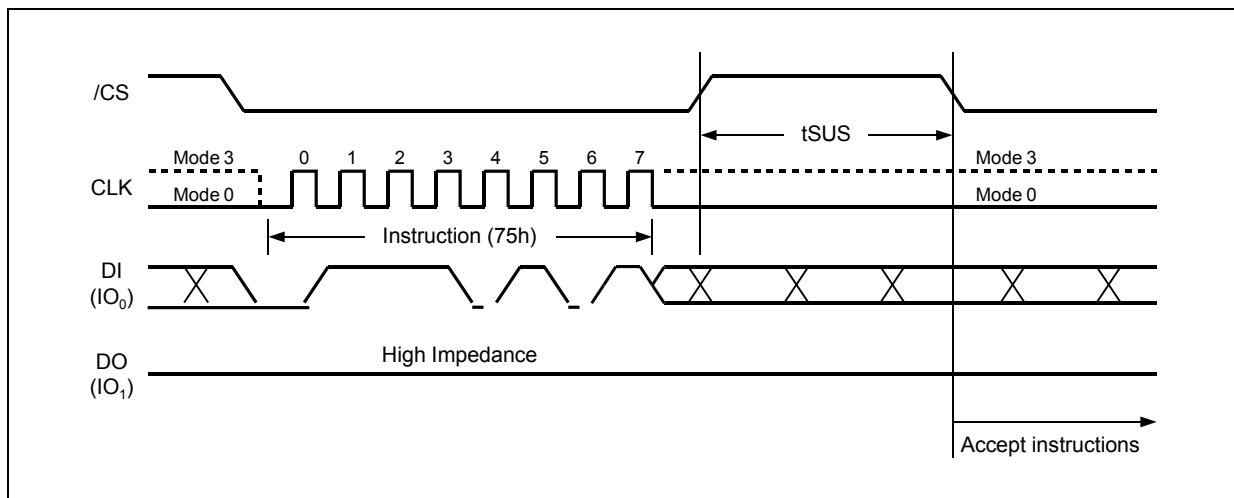 /CS
tSUS
Mode 3
0 1 2 3 4 5 6 7
Mode 3
CLK
Mode 0
Mode 0
Instruction (75h)
DI
(IO₀)
High Impedance
DO
(IO₁)
Accept instructions